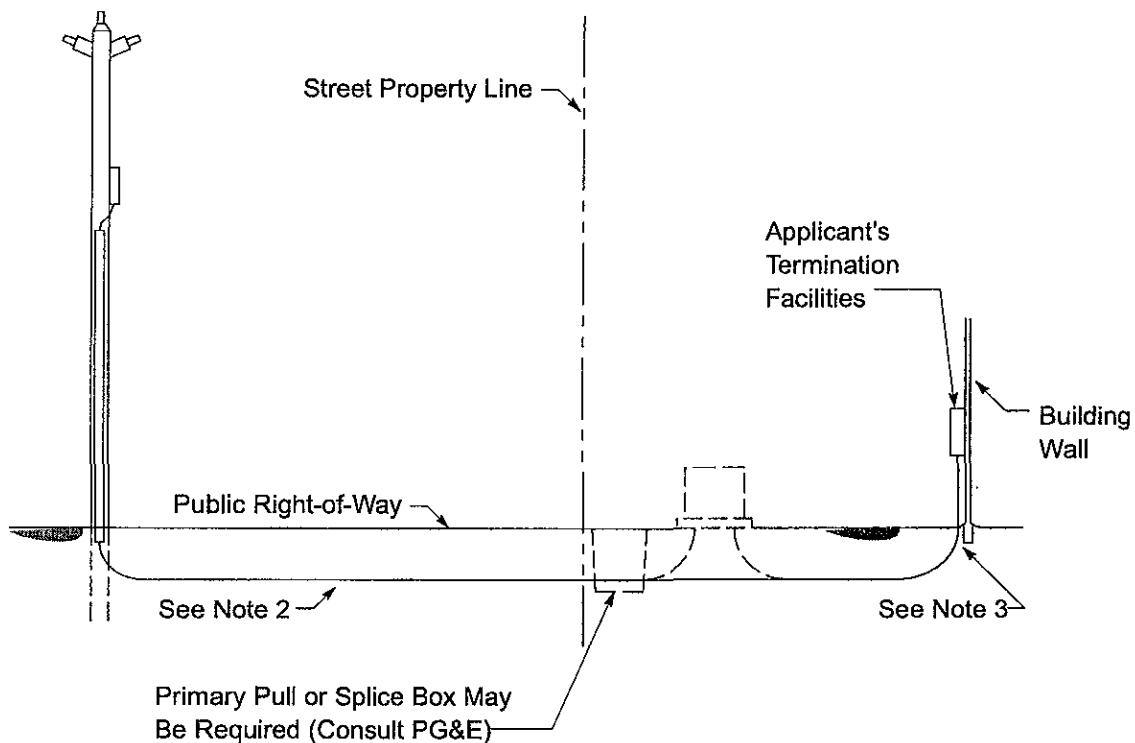 Street Property Line
Applicant's
Termination
Facilities
Building
Wall
Public Right-of-Way
See Note 2
See Note 3
Primary Pull or Splice Box May
Be Required (Consult PG&E)